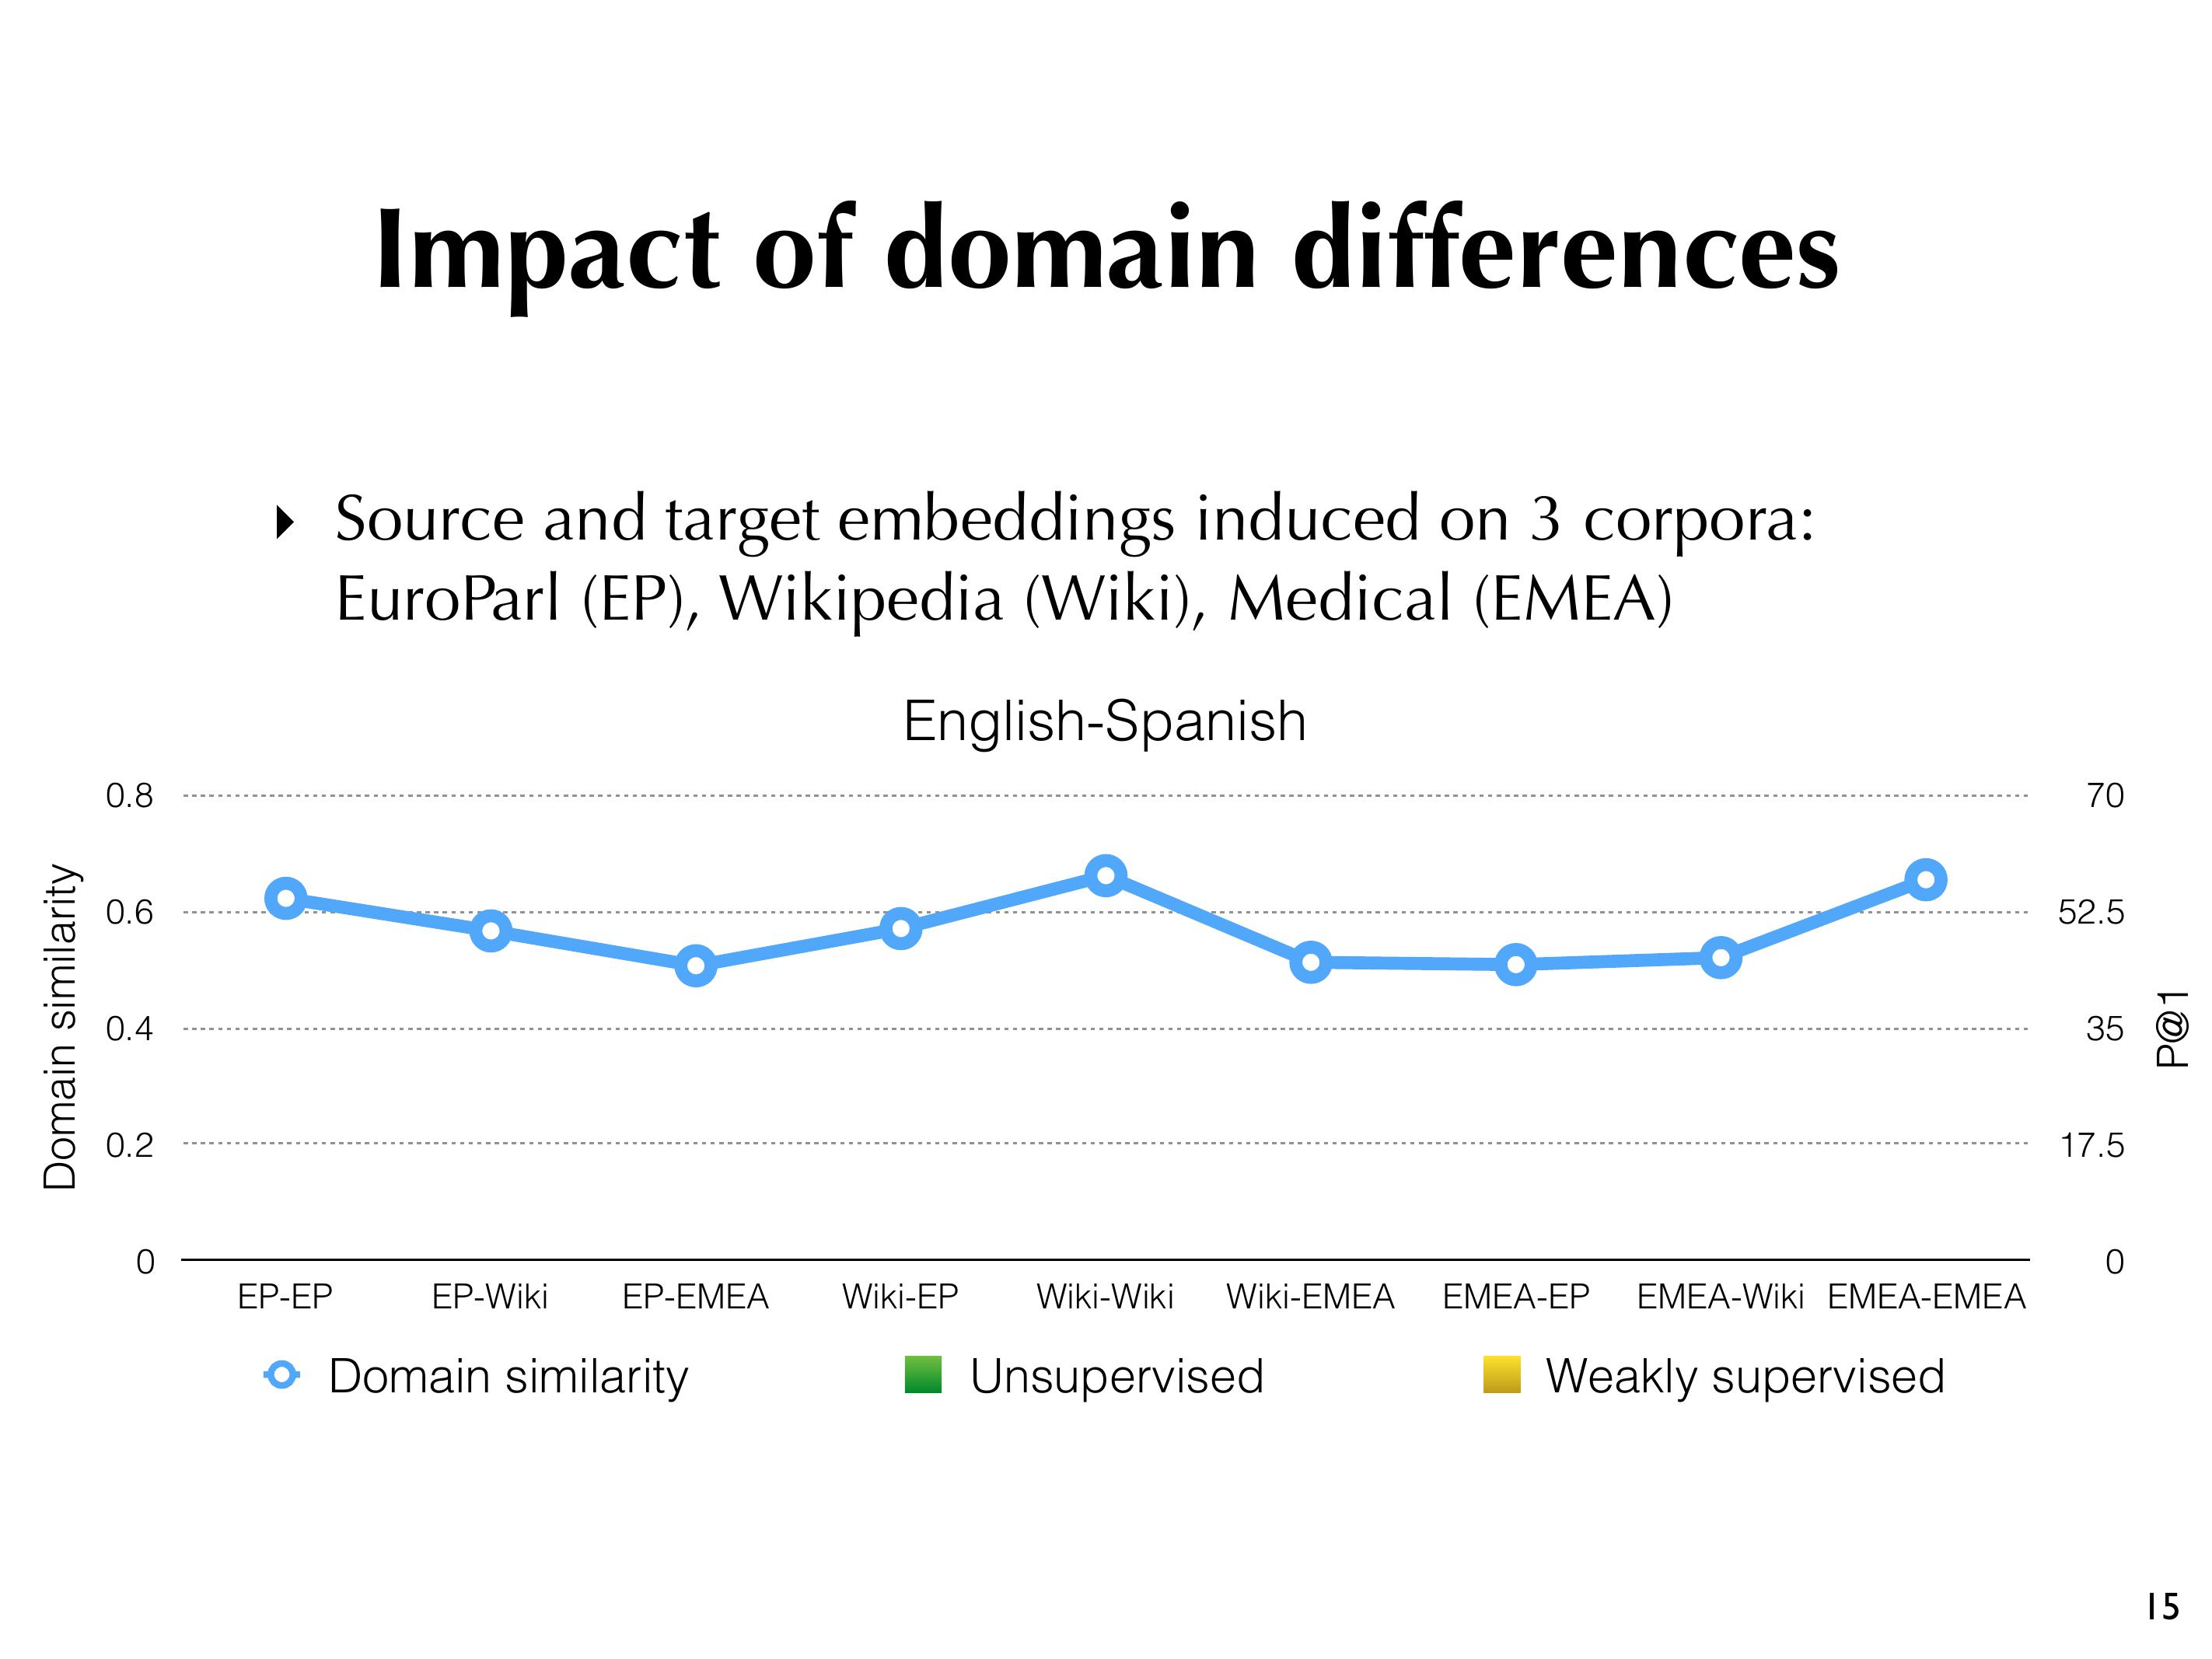 Impact of domain differences
Source and target embeddings induced on 3 corpora:
EuroParl (EP), Wikipedia (Wiki), Medical (EMEA)
English-Spanish
Domain similarity
0.8
0.6
0.4
0.2
0
70
52.5
35
17.5
0
P@1
EP-EP EP-Wiki EP-EMEA Wiki-EP Wiki-Wiki Wiki-EMEA EMEA-EP EMEA-Wiki EMEA-EMEA
Domain similarity Unsupervised Weakly supervised
15